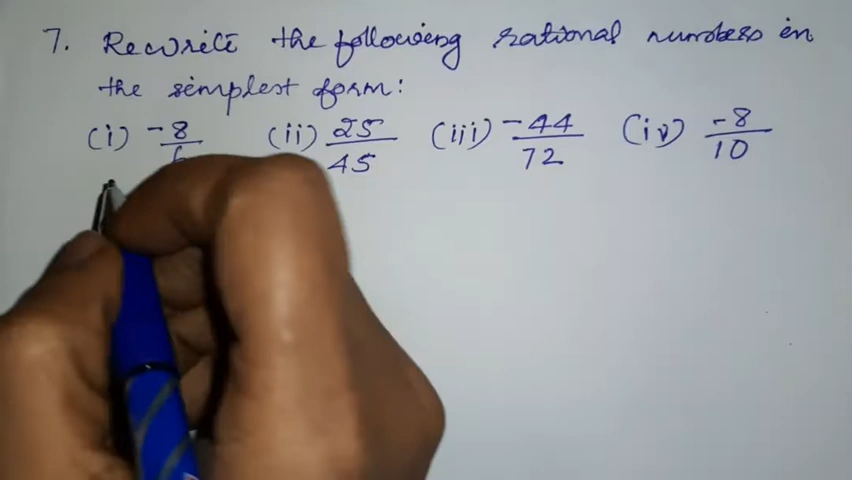 7. Rewrite the following rational numbers in
the simplest form:
(i) -8/6 (ii) 25/45 (iii) -44/72 (iv) -8/10